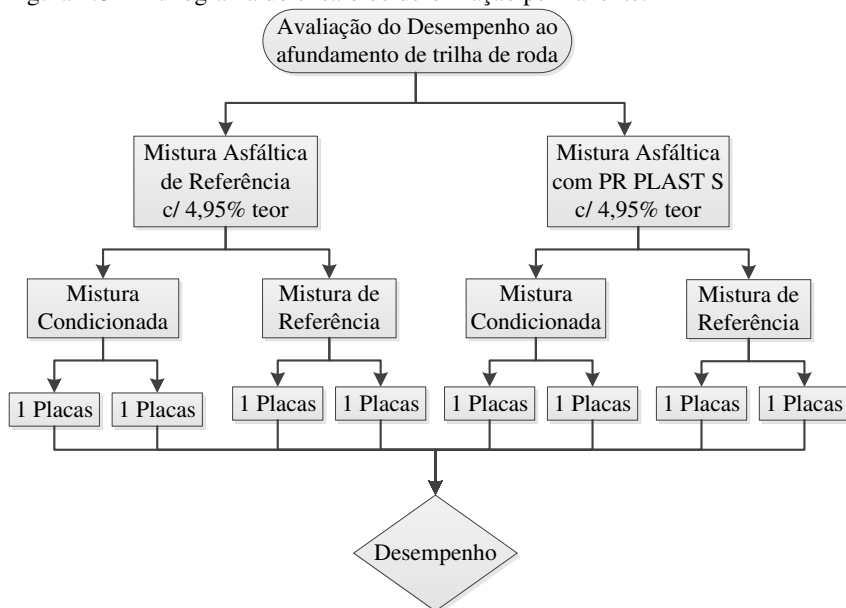 Avaliação do Desempenho ao
afundamento de trilha de roda
Mistura Asfáltica
de Referência
c/ 4,95% teor
Mistura Asfáltica
com PR PLAST S
c/ 4,95% teor
Mistura
Condicionada
Mistura de
Referência
Mistura
Condicionada
Mistura de
Referência
1 Placas
1 Placas
1 Placas
1 Placas
1 Placas
1 Placas
1 Placas
1 Placas
Desempenho